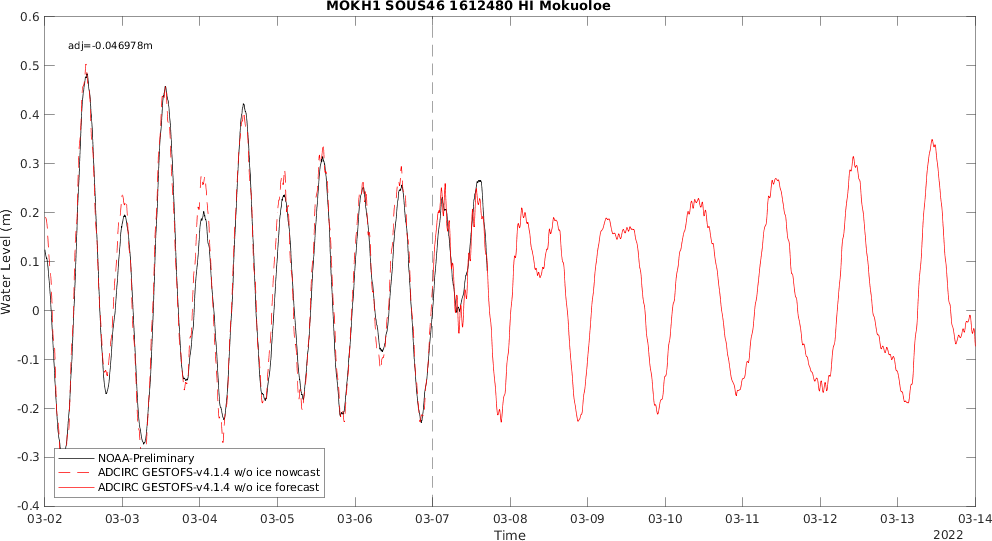 MOKH1 SOUS46 1612480 HI Mokuoloe
adj=-0.046978m
Water Level (m)
0.6
0.5
0.4
0.3
0.2
0.1
0
-0.1
-0.2
-0.3
-0.4
NOAA-Preliminary
ADCIRC GESTOFS-v4.1.4 w/o ice nowcast
ADCIRC GESTOFS-v4.1.4 w/o ice forecast
03-02 03-03 03-04 03-05 03-06 03-07 03-08 03-09 03-10 03-11 03-12 03-13 03-14
Time
2022